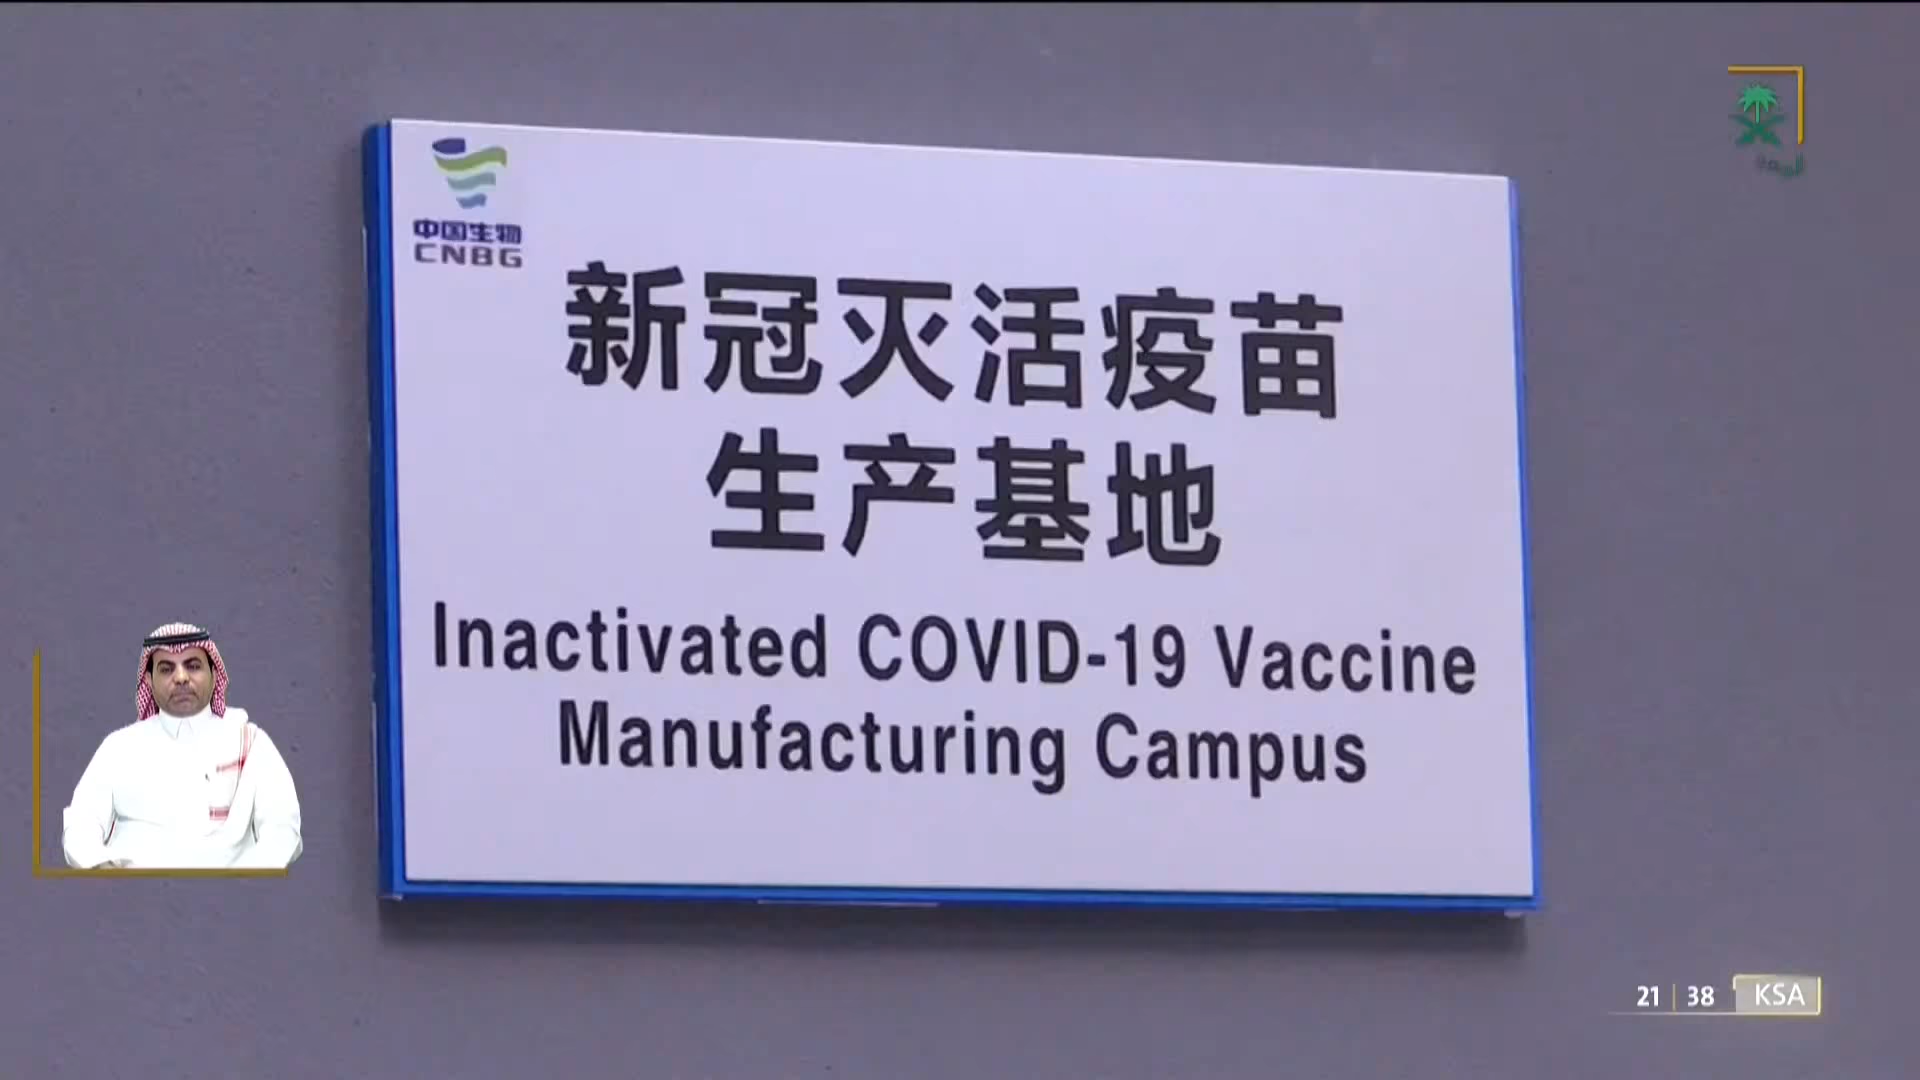 中国生物
CNBG
新冠灭活疫苗
生产基地
Inactivated COVID-19 Vaccine
Manufacturing Campus
21 | 38 KSA